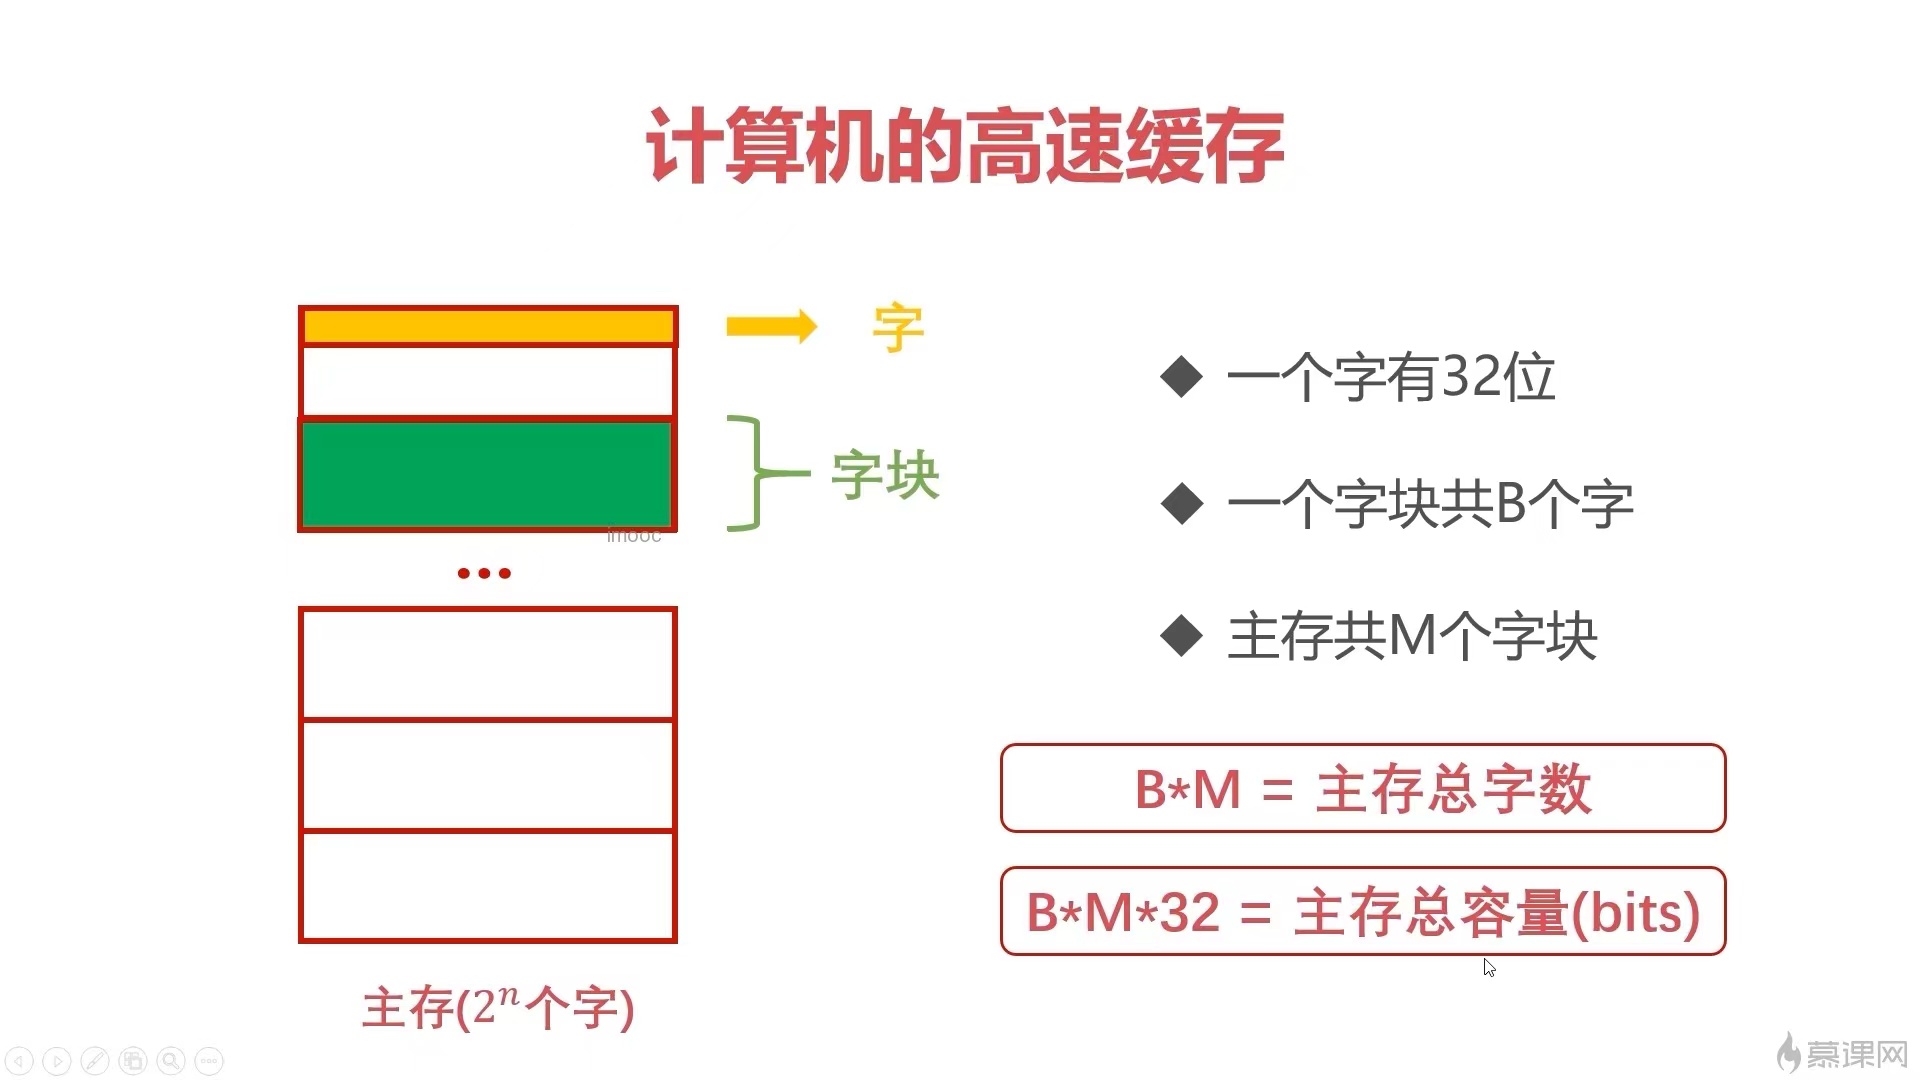 计算机的高速缓存
字
字块
imooc
主存(2ⁿ个字)
◆ 一个字有32位
◆ 一个字块共B个字
◆ 主存共M个字块
B*M = 主存总字数
B*M*32 = 主存总容量(bits)
慕课网